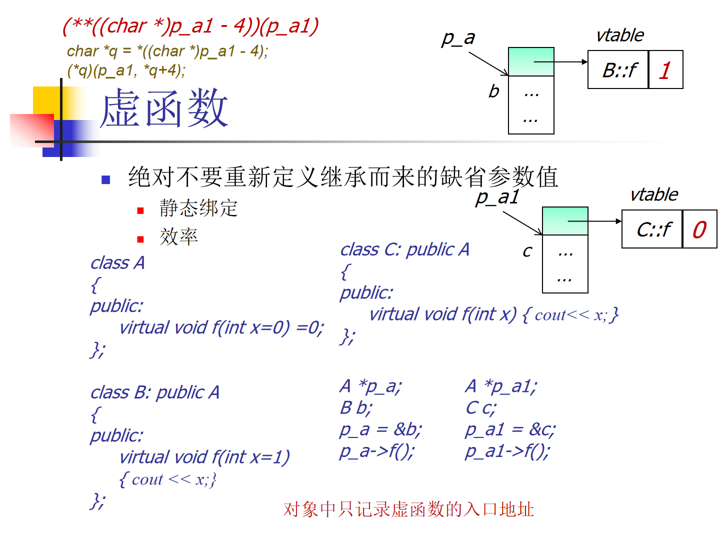 (**((char *)p_a1 - 4))(p_a1)
char *q = *((char *)p_a1 - 4);
(*q)(p_a1, *q+4);
虚函数
p_a
vtable
B::f 1
b
...
...
绝对不要重新定义继承而来的缺省参数值
静态绑定
效率
p_a1
vtable
C::f 0
c
...
...
class A
{
public:
virtual void f(int x=0) =0;
};
class C: public A
{
public:
virtual void f(int x) { cout<< x;}
};
class B: public A
{
public:
virtual void f(int x=1)
{ cout << x;}
};
A *p_a;
B b;
p_a = &b;
p_a->f();
A *p_a1;
C c;
p_a1 = &c;
p_a1->f();
对象中只记录虚函数的入口地址